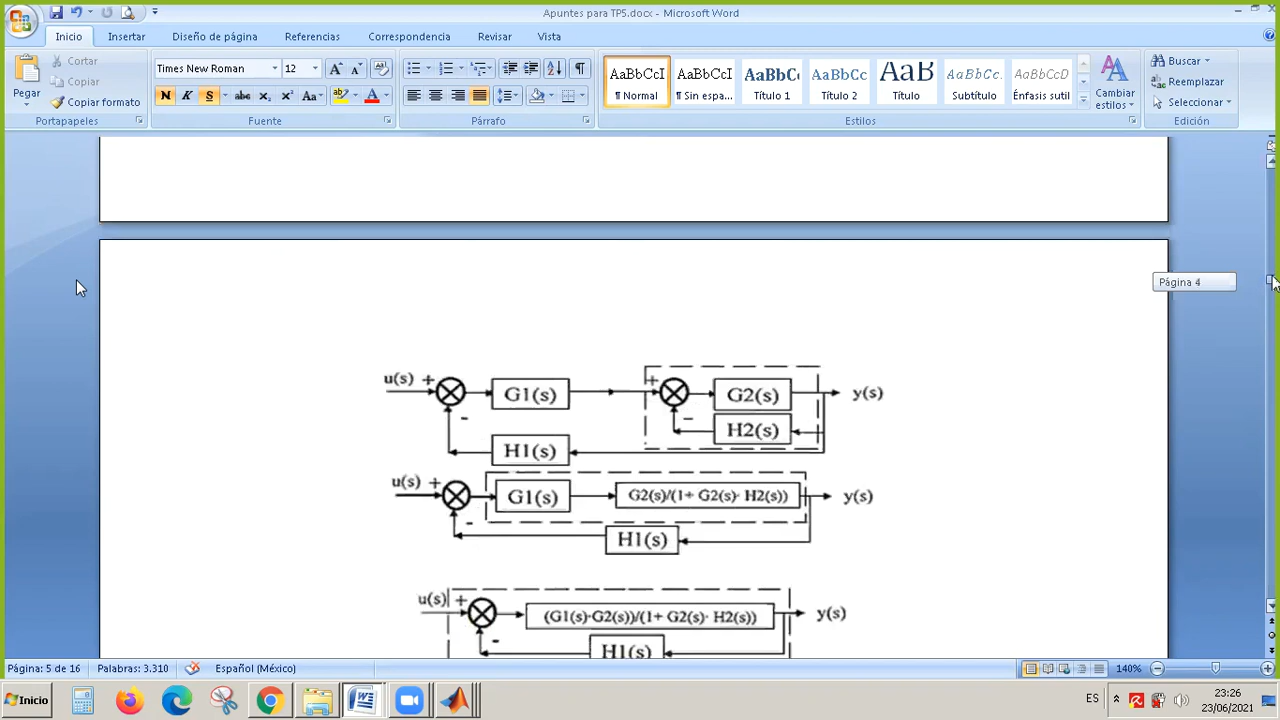 Apuntes para TP5.docx - Microsoft Word
Inicio Insertar Diseño de página Referencias Correspondencia Revisar Vista
Pegar
Cortar
Copiar
Copiar formato
Portapapeles
Times New Roman 12
N K S abc x₂ x² Aa
Fuente
Párrafo
AaBbCcI AaBbCcI AaBbC AaBbCc AaB AaBbCc. AaBbCcD
¶ Normal ¶ Sin espa... Título 1 Título 2 Título Subtítulo Énfasis sutil
Cambiar estilos
Estilos
Buscar
Reemplazar
Seleccionar
Edición
Página 4
u(s) + G1(s) + G2(s) y(s)
- -
H1(s) H2(s)
u(s) + G1(s) G2(s)/(1+ G2(s)· H2(s)) y(s)
-
H1(s)
u(s) + (G1(s)·G2(s))/(1+ G2(s)· H2(s)) y(s)
-
H1(s)
Página: 5 de 16 Palabras: 3.310 Español (México) 140%
Inicio ES 23:26
23/06/2021